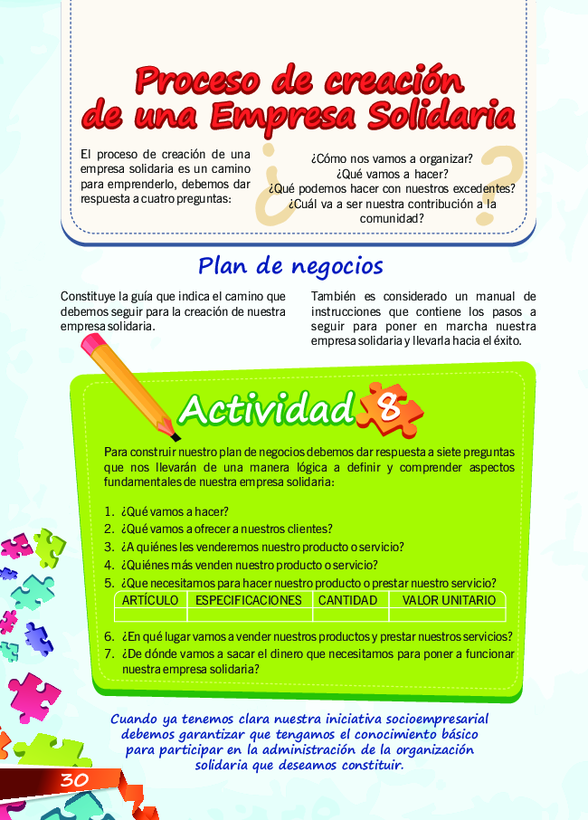 Proceso de creación
de una Empresa Solidaria
El proceso de creación de una
empresa solidaria es un camino
para emprenderlo, debemos dar
respuesta a cuatro preguntas:
¿Cómo nos vamos a organizar?
¿Qué vamos a hacer?
¿Qué podemos hacer con nuestros excedentes?
¿Cuál va a ser nuestra contribución a la
comunidad?
Plan de negocios
Constituye la guía que indica el camino que
debemos seguir para la creación de nuestra
empresa solidaria.
También es considerado un manual de
instrucciones que contiene los pasos a
seguir para poner en marcha nuestra
empresa solidaria y llevarla hacia el éxito.
Actividad 8
Para construir nuestro plan de negocios debemos dar respuesta a siete preguntas
que nos llevarán de una manera lógica a definir y comprender aspectos
fundamentales de nuestra empresa solidaria:
1. ¿Qué vamos a hacer?
2. ¿Qué vamos a ofrecer a nuestros clientes?
3. ¿A quiénes les venderemos nuestro producto o servicio?
4. ¿Quiénes más venden nuestro producto o servicio?
5. ¿Que necesitamos para hacer nuestro producto o prestar nuestro servicio?
ARTÍCULO ESPECIFICACIONES CANTIDAD VALOR UNITARIO
6. ¿En qué lugar vamos a vender nuestros productos y prestar nuestros servicios?
7. ¿De dónde vamos a sacar el dinero que necesitamos para poner a funcionar
nuestra empresa solidaria?
Cuando ya tenemos clara nuestra iniciativa socioempresarial
debemos garantizar que tengamos el conocimiento básico
para participar en la administración de la organización
solidaria que deseamos constituir.
30